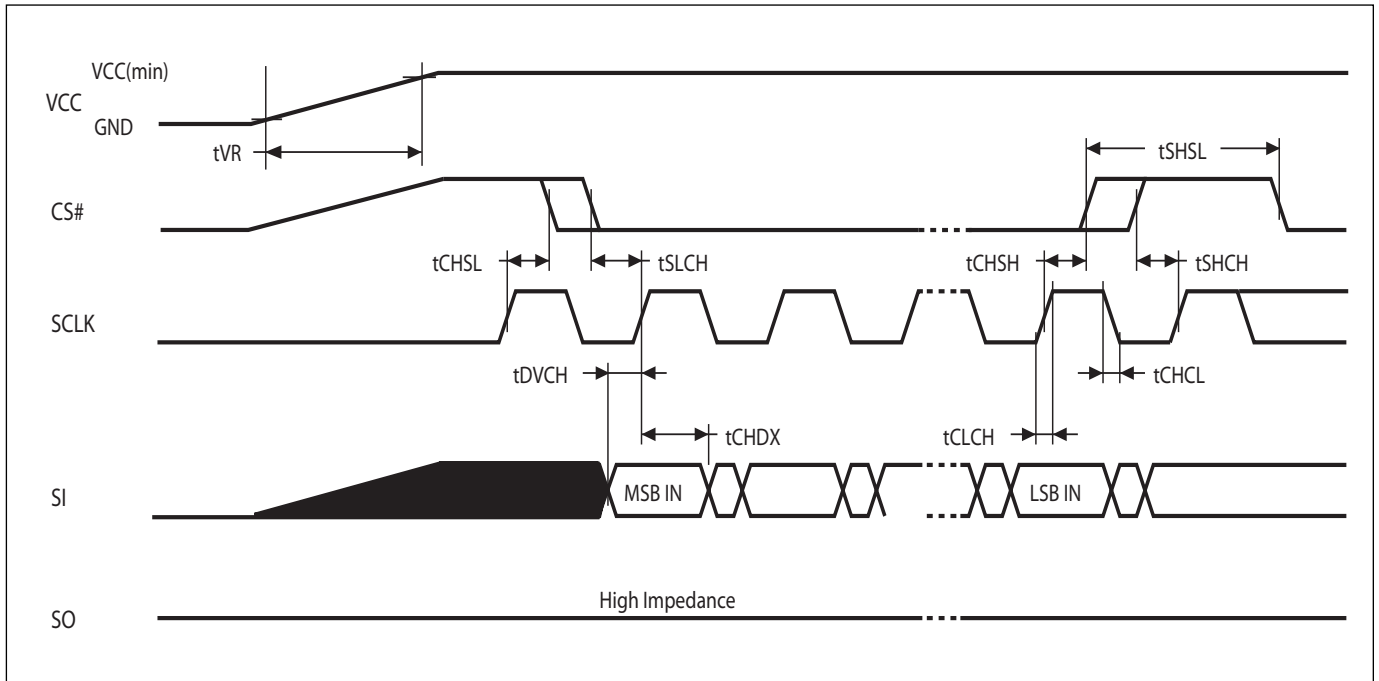 VCC(min)
VCC
GND
tVR
tSHSL
CS#
tCHSL
tSLCH
tCHSH
tSHCH
SCLK
tDVCH
tCHCL
tCHDX
tCLCH
SI
MSB IN
LSB IN
High Impedance
SO